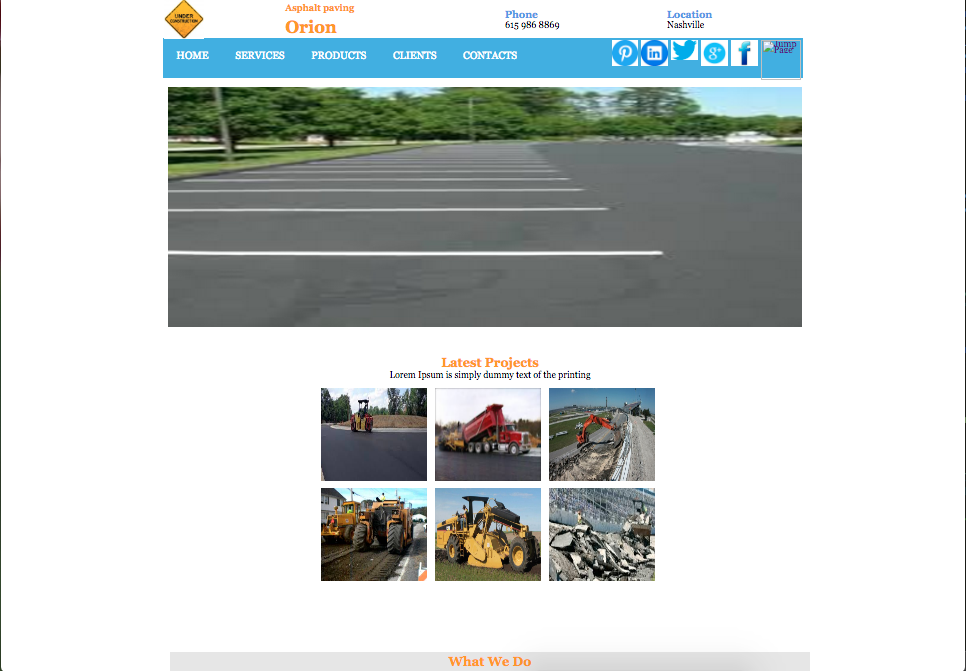 UNDER
CONSTRUCTION
Asphalt paving
Orion
Phone
615 986 8869
Location
Nashville
HOME SERVICES PRODUCTS CLIENTS CONTACTS
in
g+
f
Page
Latest Projects
Lorem Ipsum is simply dummy text of the printing
What We Do